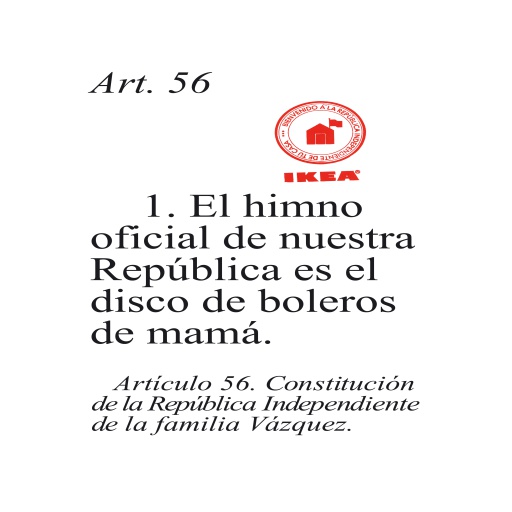 Art. 56
BIENVENIDO A LA REPÚBLICA INDEPENDIENTE DE TU CASA
IKEA®
1. El himno
oficial de nuestra
República es el
disco de boleros
de mamá.
Artículo 56. Constitución
de la República Independiente
de la familia Vázquez.